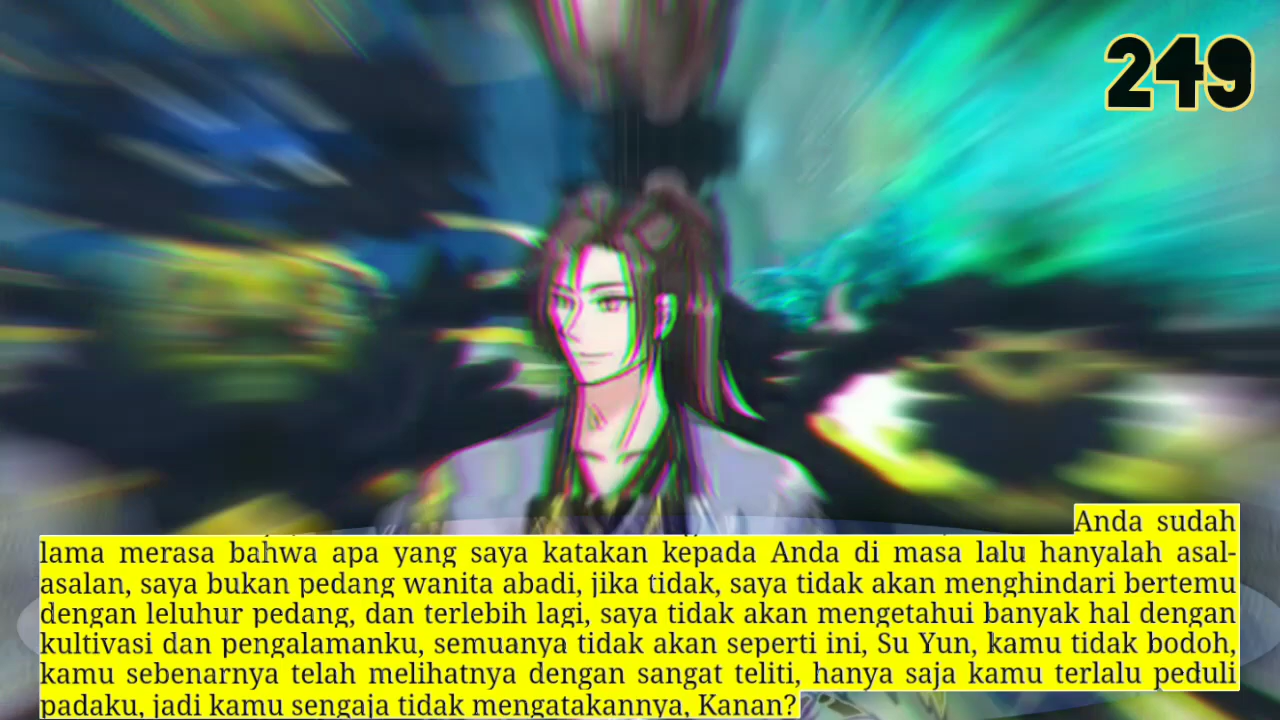 249
Anda sudah
lama merasa bahwa apa yang saya katakan kepada Anda di masa lalu hanyalah asal-
asalan, saya bukan pedang wanita abadi, jika tidak, saya tidak akan menghindari bertemu
dengan leluhur pedang, dan terlebih lagi, saya tidak akan mengetahui banyak hal dengan
kultivasi dan pengalamanku, semuanya tidak akan seperti ini, Su Yun, kamu tidak bodoh,
kamu sebenarnya telah melihatnya dengan sangat teliti, hanya saja kamu terlalu peduli
padaku, jadi kamu sengaja tidak mengatakannya, Kanan?